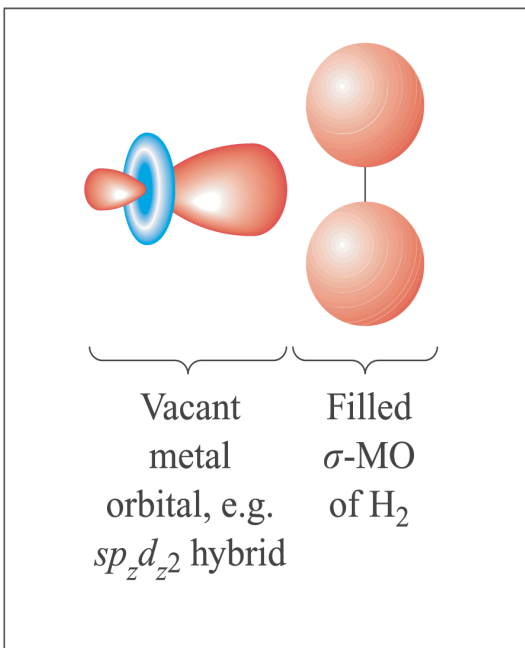 Vacant
metal
orbital, e.g.
sp_z d_z2 hybrid
Filled
σ-MO
of H₂